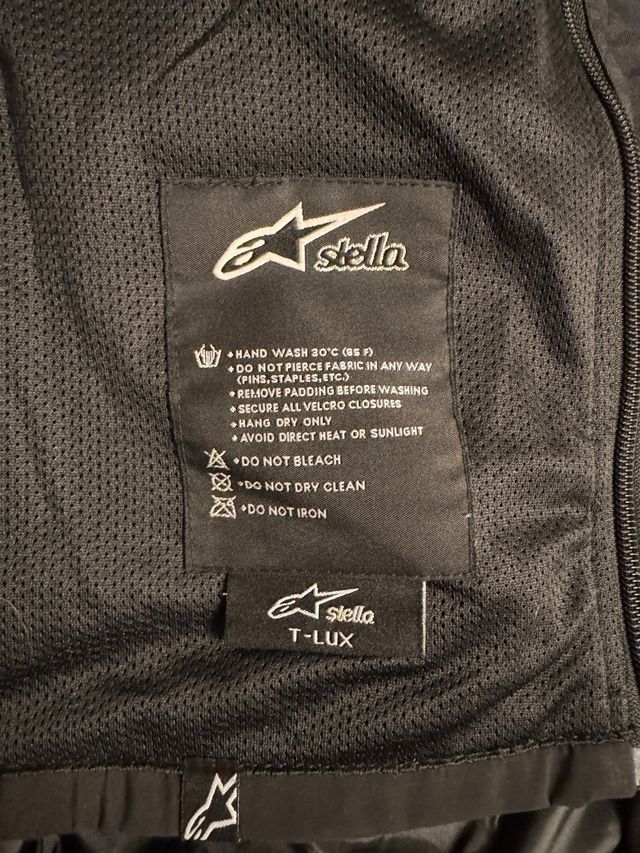 stella
✦HAND WASH 30°C (85 F)
✦DO NOT PIERCE FABRIC IN ANY WAY
(PINS,STAPLES,ETC.)
✦REMOVE PADDING BEFORE WASHING
✦SECURE ALL VELCRO CLOSURES
✦HANG DRY ONLY
✦AVOID DIRECT HEAT OR SUNLIGHT
✦DO NOT BLEACH
✦DO NOT DRY CLEAN
✦DO NOT IRON
stella
T-LUX